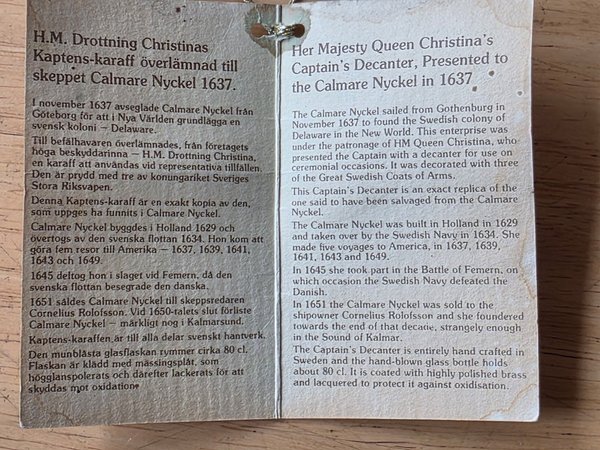 H.M. Drottning Christinas
Kaptens-karaff överlämnad till
skeppet Calmare Nyckel 1637.
I november 1637 avseglade Calmare Nyckel från
Göteborg för att i Nya Världen grundlägga en
svensk koloni – Delaware.
Till befälhavaren överlämnades, från företagets
höga beskyddarinna – H.M. Drottning Christina,
en karaff att användas vid representativa tillfällen.
Den är prydd med tre av konungariket Sveriges
Stora Riksvapen.
Denna Kaptens-karaff är en exakt kopia av den,
som uppges ha funnits i Calmare Nyckel.
Calmare Nyckel byggdes i Holland 1629 och
övertogs av den svenska flottan 1634. Hon kom att
göra fem resor till Amerika – 1637, 1639, 1641,
1643 och 1649.
1645 deltog hon i slaget vid Femern, då den
svenska flottan besegrade den danska.
1651 såldes Calmare Nyckel till skeppsredaren
Cornelius Rolofsson. Vid 1650-talets slut förliste
Calmare Nyckel – märkligt nog i Kalmarsund.
Kaptens-karaffen är till alla delar svenskt hantverk.
Den munblåsta glasflaskan rymmer cirka 80 cl.
Flaskan är klädd med mässingsplåt, som
högglanspolerats och därefter lackerats för att
skyddas mot oxidation.
Her Majesty Queen Christina's
Captain's Decanter, Presented to
the Calmare Nyckel in 1637
The Calmare Nyckel sailed from Gothenburg in
November 1637 to found the Swedish colony of
Delaware in the New World. This enterprise was
under the patronage of HM Queen Christina, who
presented the Captain with a decanter for use on
ceremonial occasions. It was decorated with three
of the Great Swedish Coats of Arms.
This Captain's Decanter is an exact replica of the
one said to have been salvaged from the Calmare
Nyckel.
The Calmare Nyckel was built in Holland in 1629
and taken over by the Swedish Navy in 1634. She
made five voyages to America, in 1637, 1639,
1641, 1643 and 1649.
In 1645 she took part in the Battle of Femern, on
which occasion the Swedish Navy defeated the
Danish.
In 1651 the Calmare Nyckel was sold to the
shipowner Cornelius Rolofsson and she foundered
towards the end of that decade, strangely enough
in the Sound of Kalmar.
The Captain's Decanter is entirely hand crafted in
Sweden and the hand-blown glass bottle holds
about 80 cl. It is coated with highly polished brass
and lacquered to protect it against oxidisation.